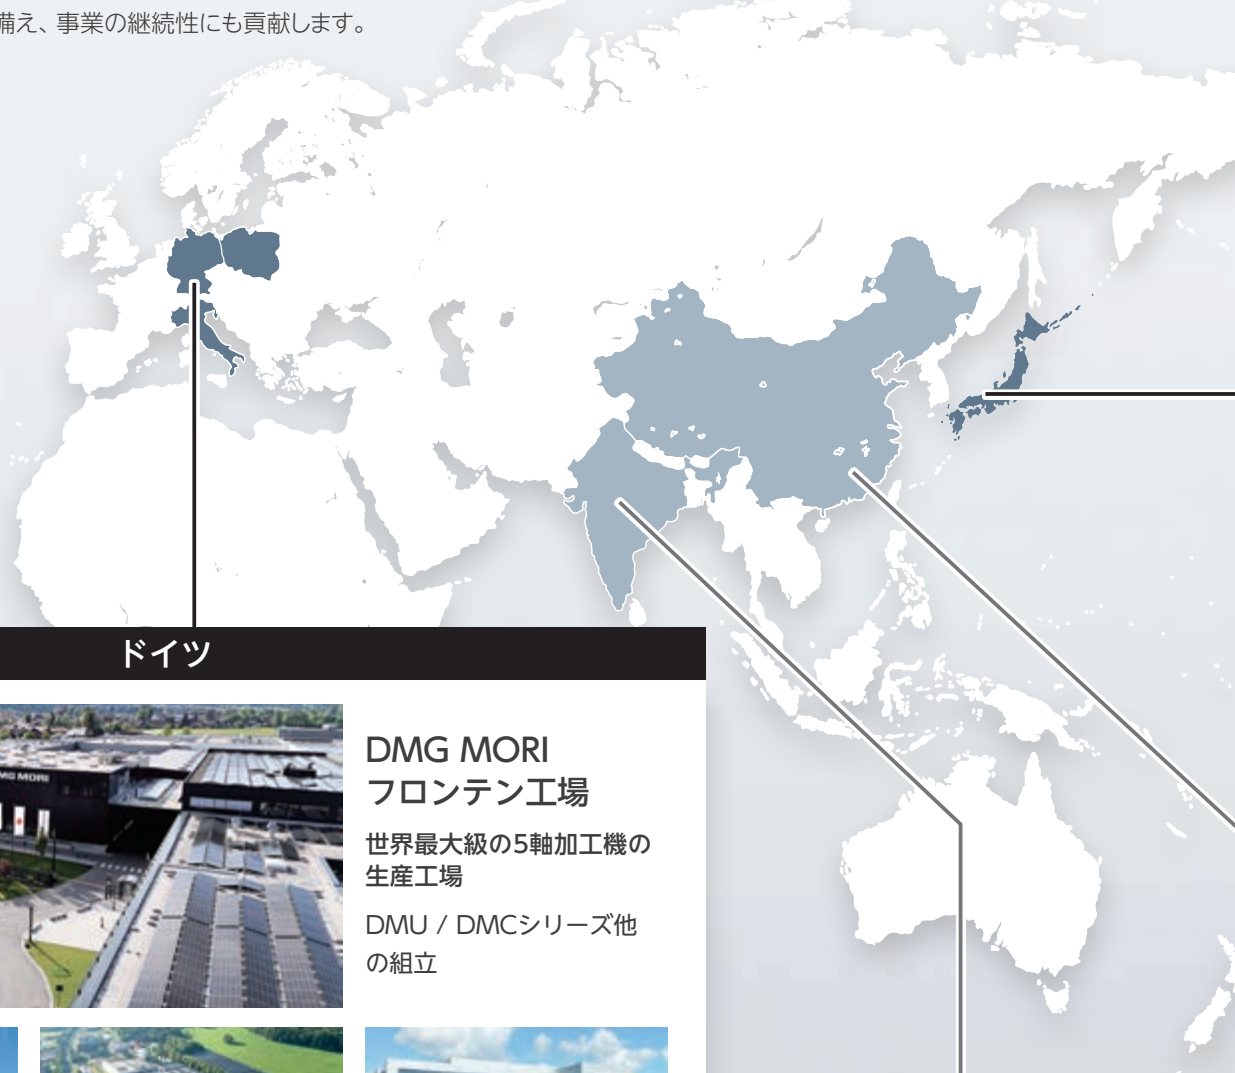 備え、事業の継続性にも貢献します。
ドイツ
DMG MORI
DMG MORI
フロンテン工場
世界最大級の5軸加工機の
生産工場
DMU / DMCシリーズ他
の組立